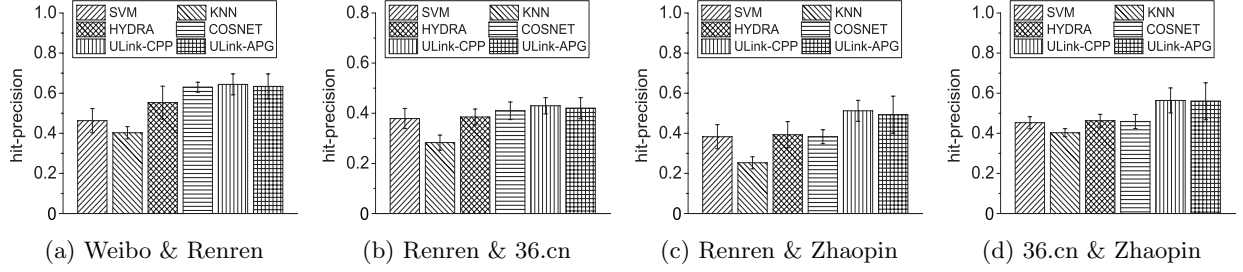 hit-precision
1.0
0.8
0.6
0.4
0.2
0
SVM KNN
HYDRA COSNET
ULink-CPP ULink-APG
(a) Weibo & Renren
hit-precision
0.8
0.6
0.4
0.2
0
SVM KNN
HYDRA COSNET
ULink-CPP ULink-APG
(b) Renren & 36.cn
hit-precision
1.0
0.8
0.6
0.4
0.2
0
SVM KNN
HYDRA COSNET
ULink-CPP ULink-APG
(c) Renren & Zhaopin
hit-precision
1.0
0.8
0.6
0.4
0.2
0
SVM KNN
HYDRA COSNET
ULink-CPP ULink-APG
(d) 36.cn & Zhaopin